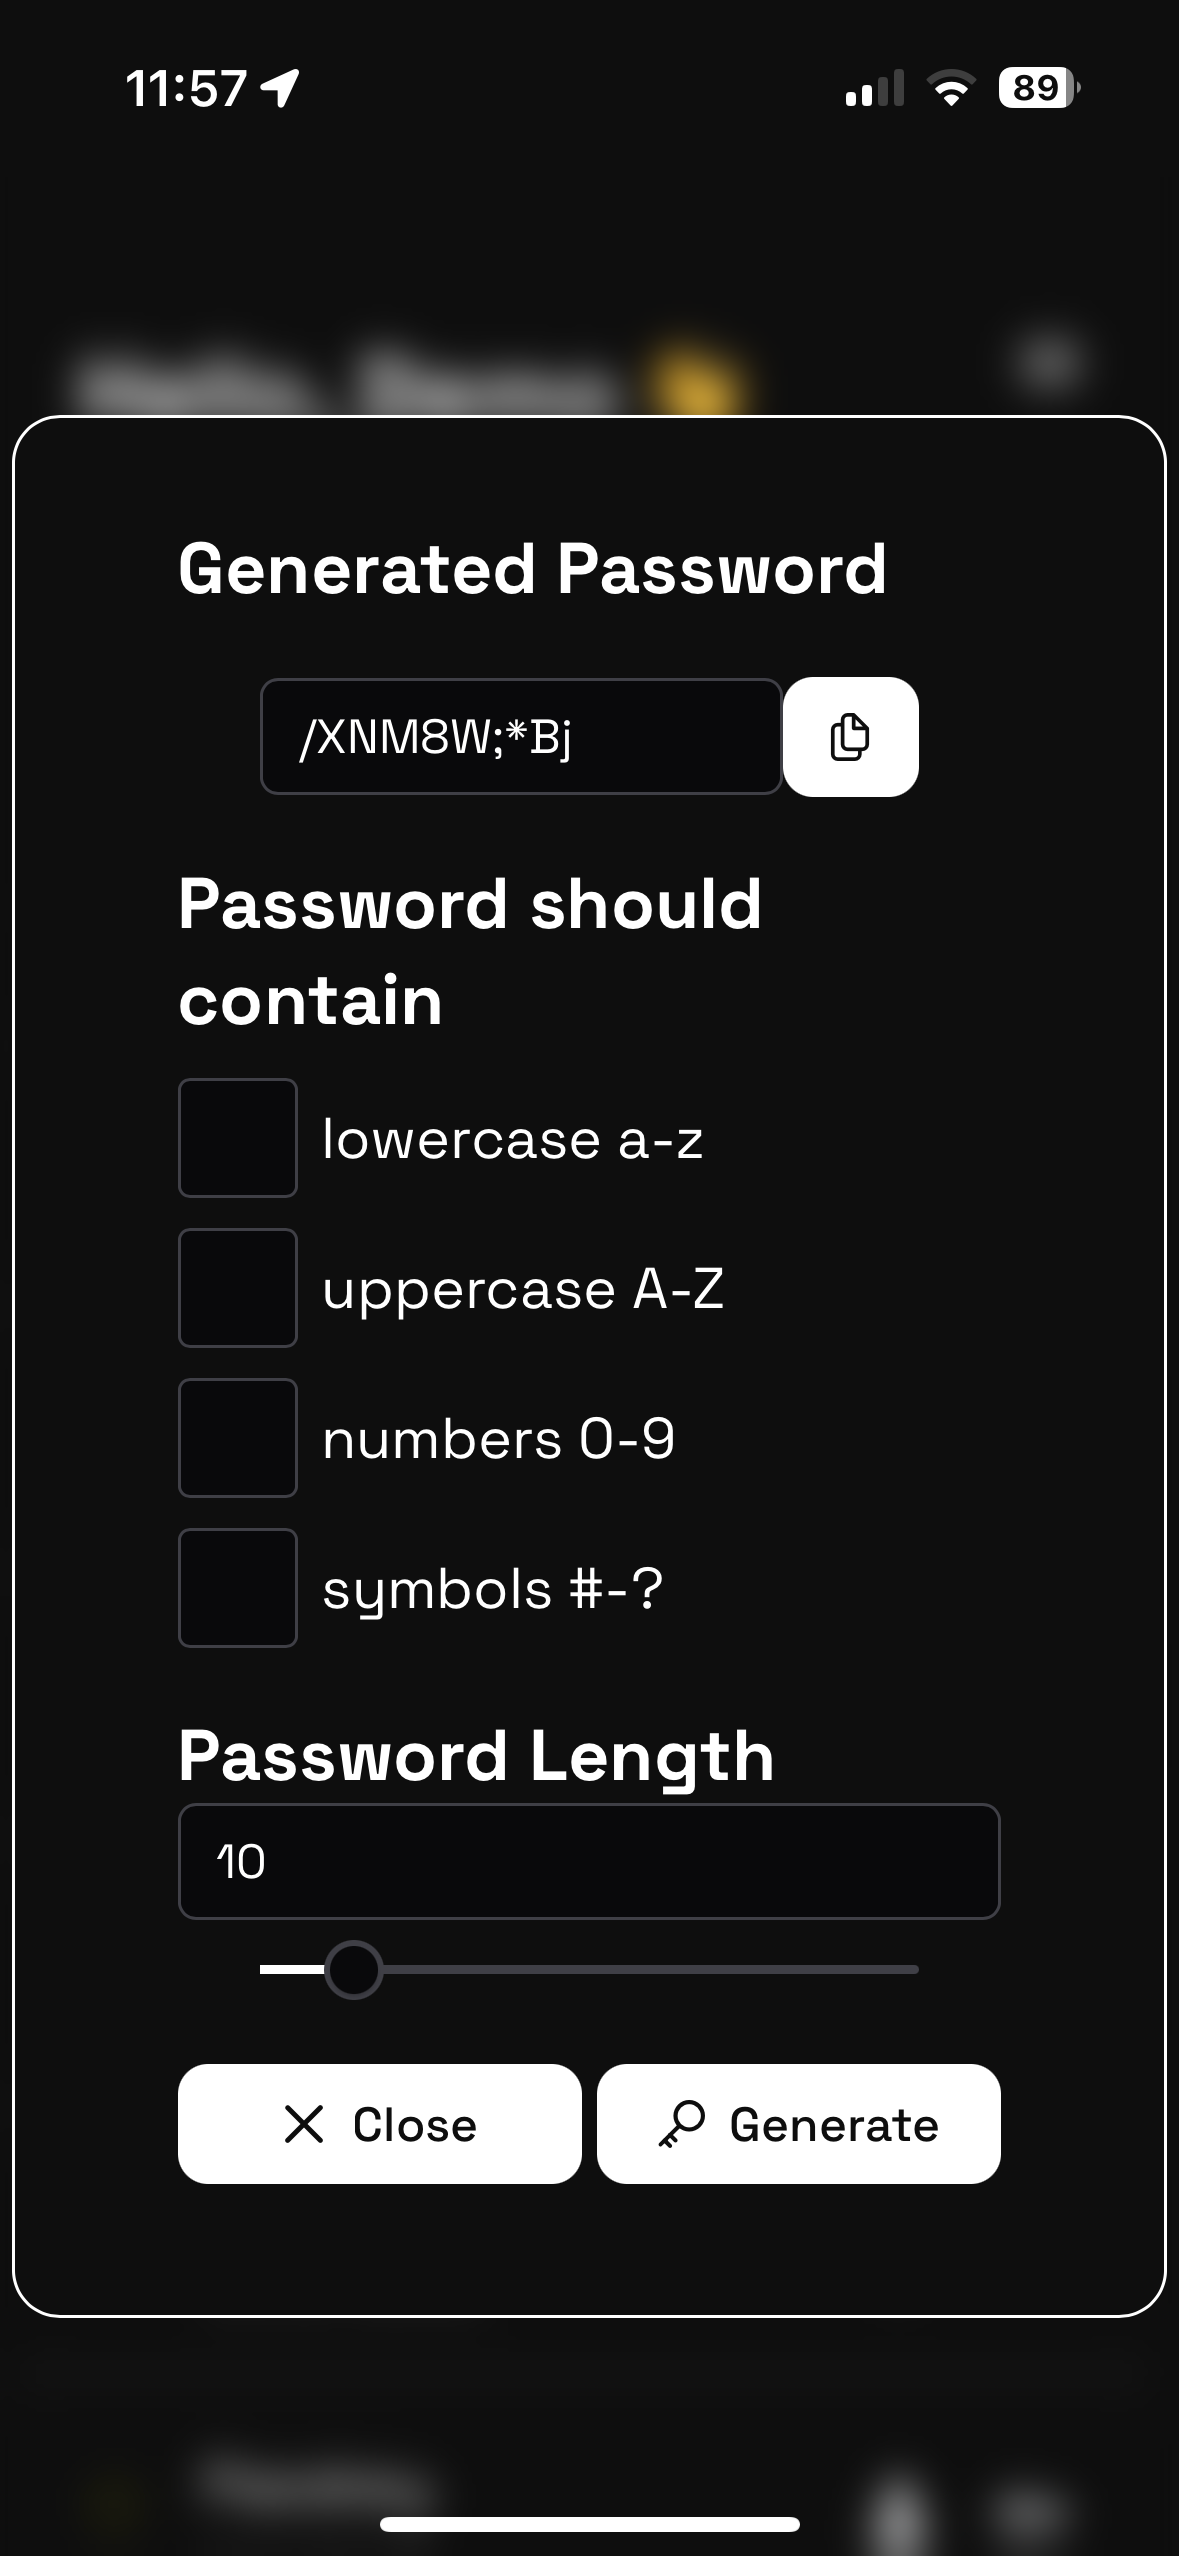 11:57
89
Generated Password
/XNM8W;*Bj
Password should
contain
lowercase a-z
uppercase A-Z
numbers 0-9
symbols #-?
Password Length
10
Close
Generate